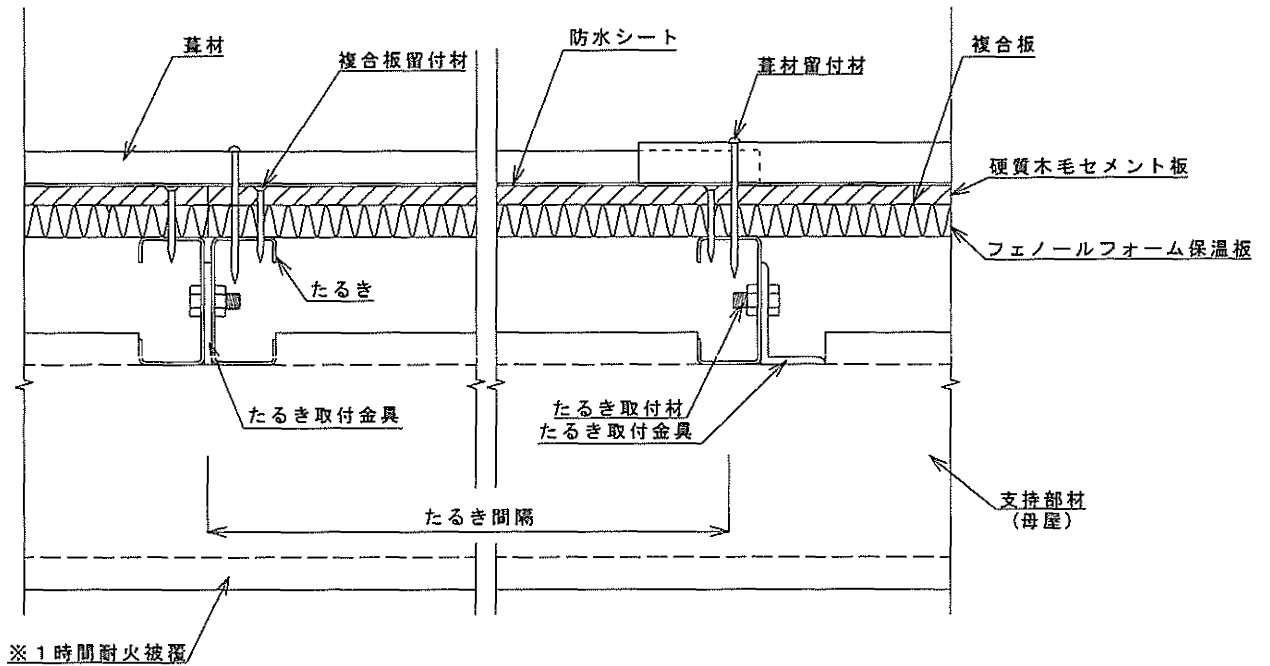 葺材
複合板留付材
防水シート
葺材留付材
複合板
硬質木毛セメント板
フェノールフォーム保温板
たるき
たるき取付金具
たるき取付材
たるき取付金具
たるき間隔
支持部材
(母屋)
※1時間耐火被覆